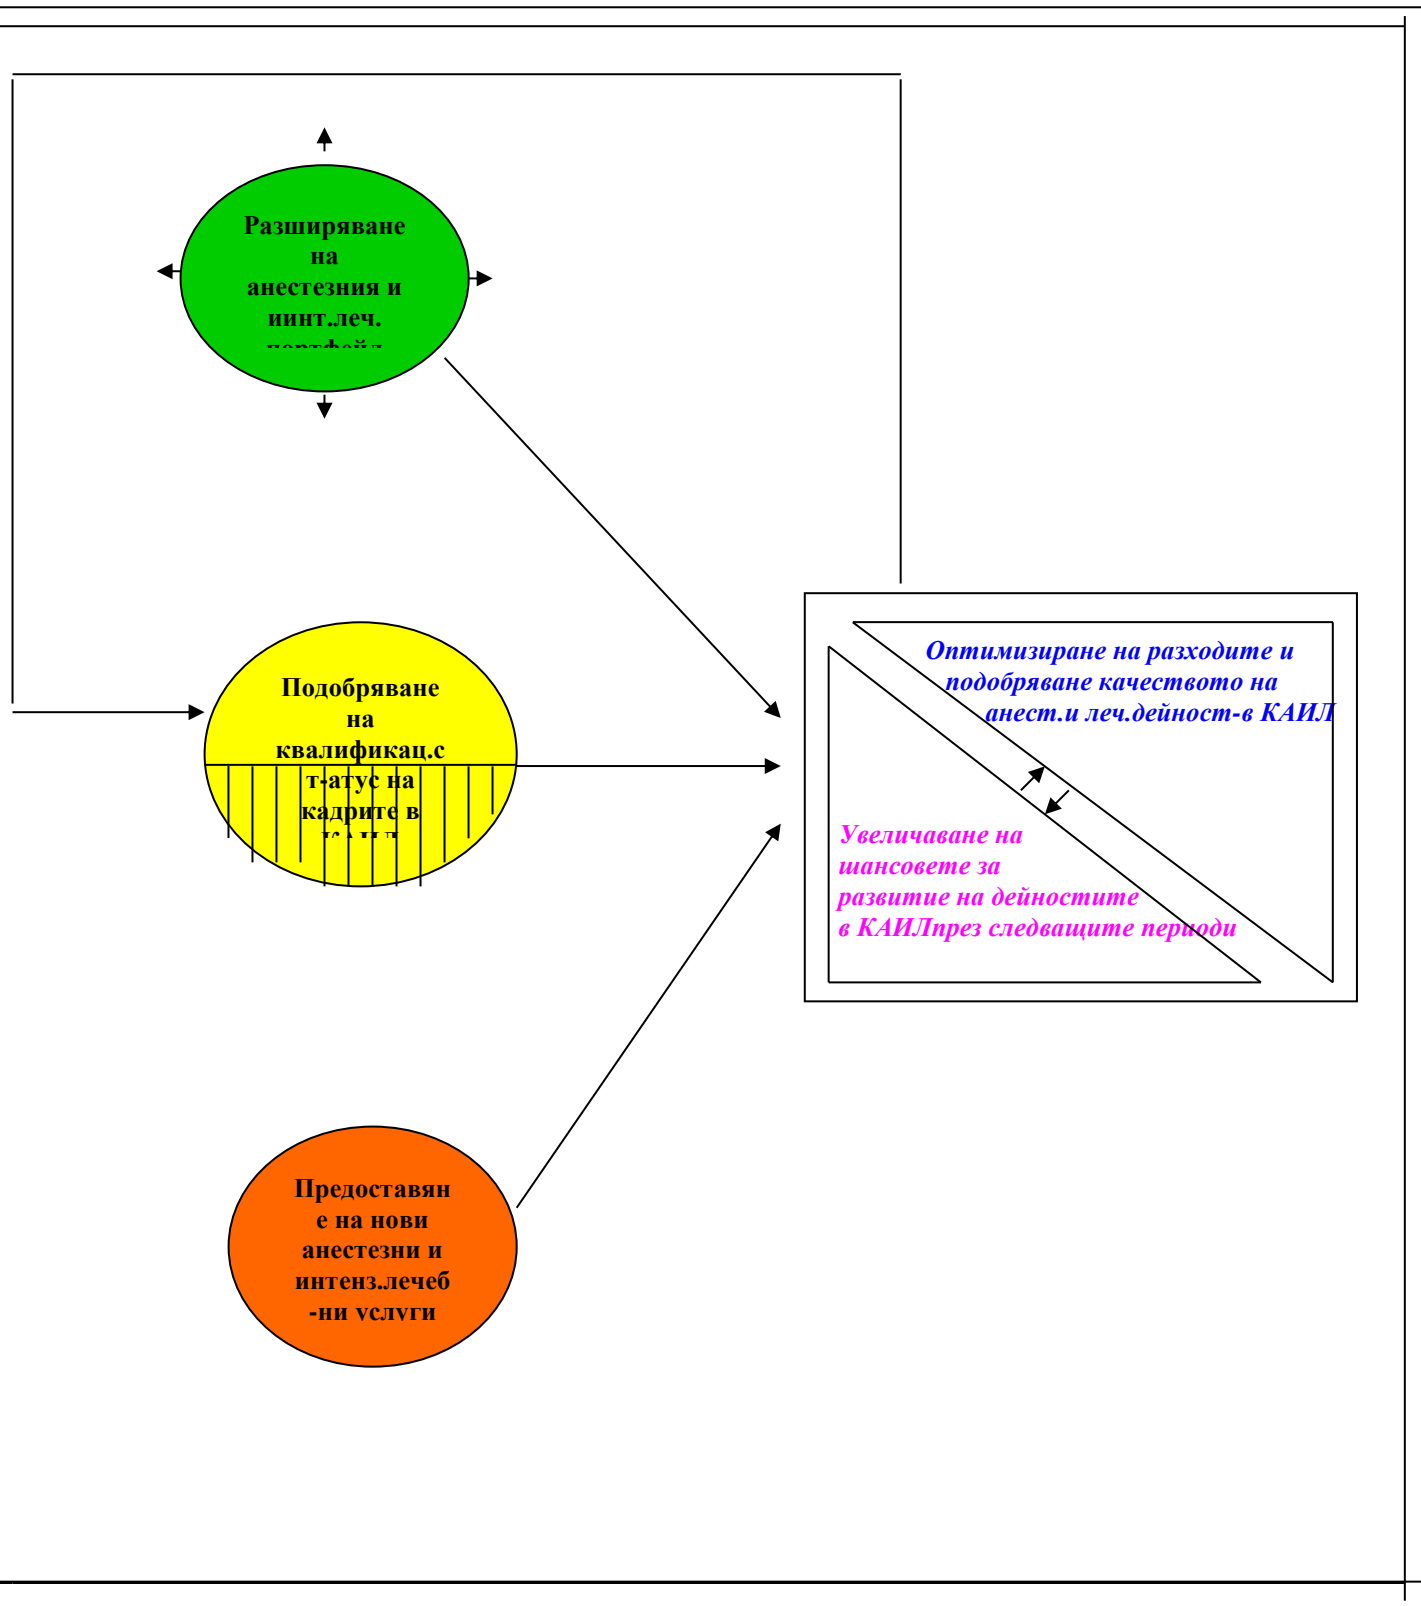 Разширяване
на
анестезния и
иинт.леч.
портфейл
Подобряване
на
квалификац.с
т-атус на
кадрите в
КАИЛ
Предоставян
е на нови
анестезни и
интенз.лечеб
-ни услуги
Оптимизиране на разходите и
подобряване качеството на
анест.и леч.дейност-в КАИЛ
Увеличаване на
шансовете за
развитие на дейностите
в КАИЛпрез следващите периоди